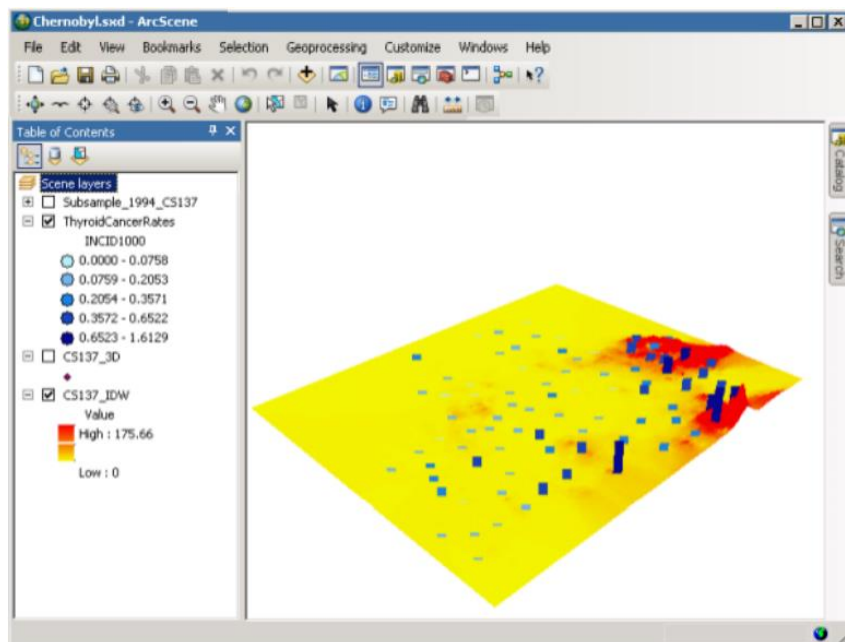 Chernobyl.sxd - ArcScene
File Edit View Bookmarks Selection Geoprocessing Customize Windows Help
Table of Contents
Scene layers
Subsample_1994_CS137
ThyroidCancerRates
INCID1000
0.0000 - 0.0758
0.0759 - 0.2053
0.2054 - 0.3571
0.3572 - 0.6522
0.6523 - 1.6129
CS137_3D
CS137_IDW
Value
High : 175.66
Low : 0
Catalog
Search